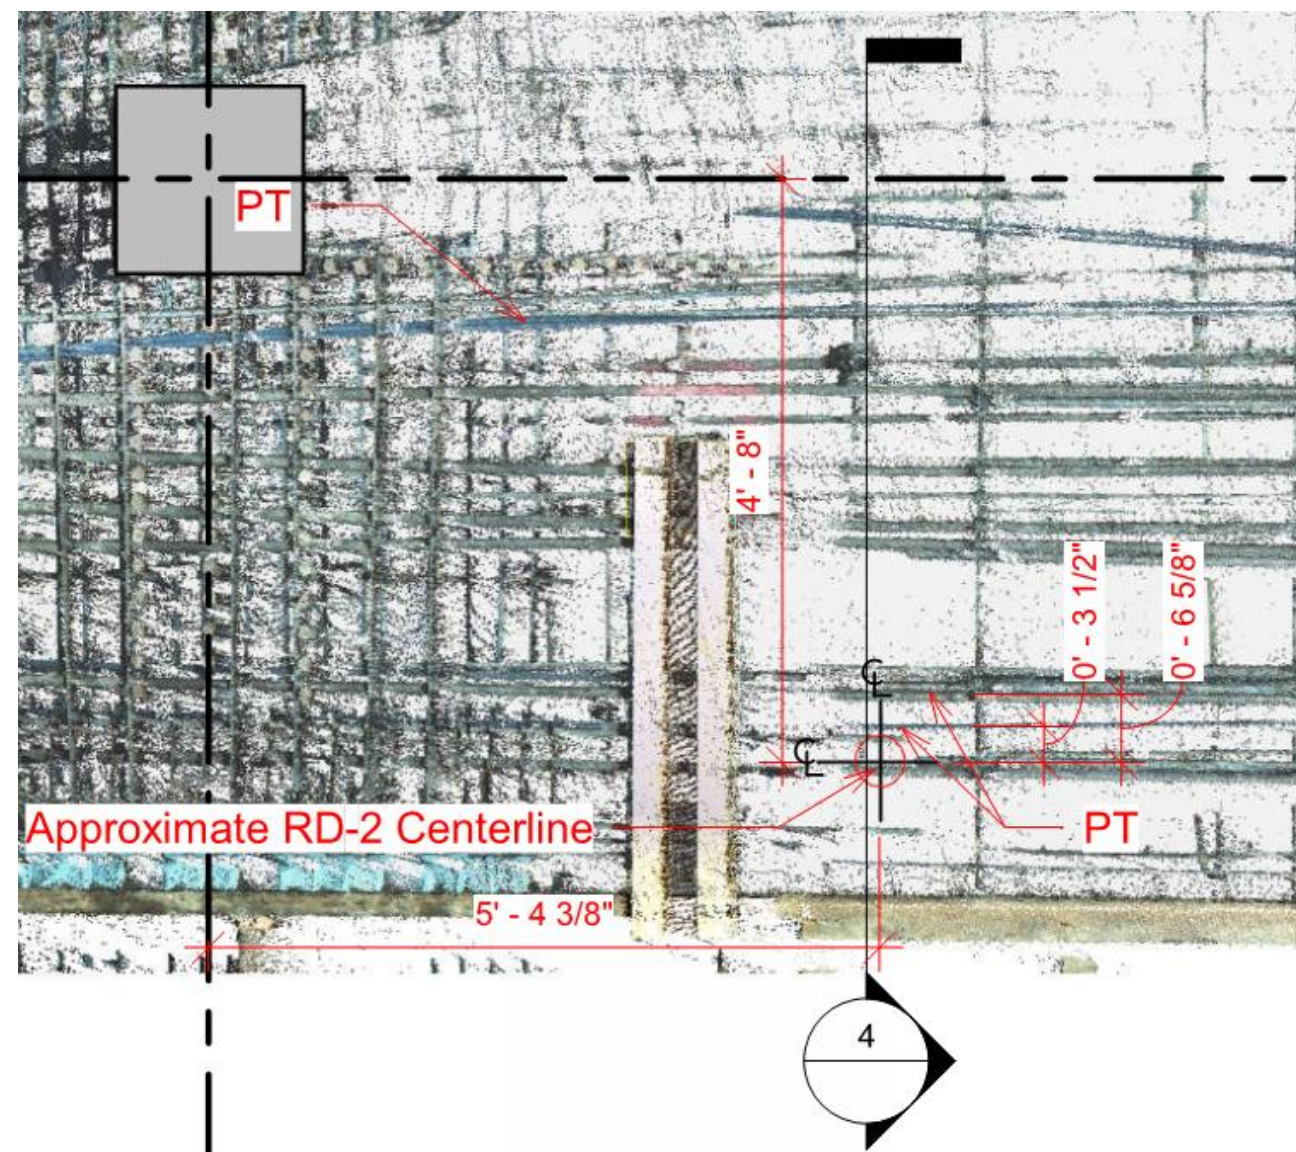 PT
4' - 8"
0' - 3 1/2"
0' - 6 5/8"
℄
℄
Approximate RD-2 Centerline
PT
5' - 4 3/8"
4